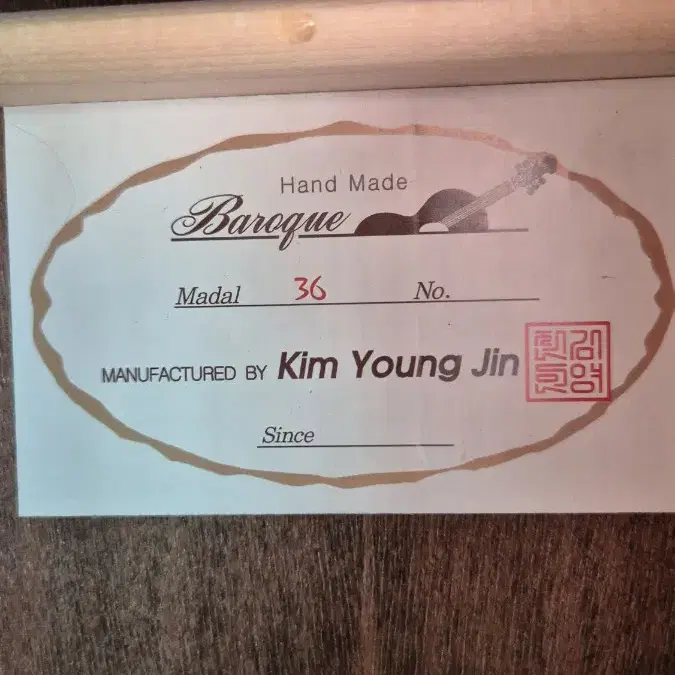 Hand Made
Baroque
Madal 36 No.
MANUFACTURED BY Kim Young Jin
Since